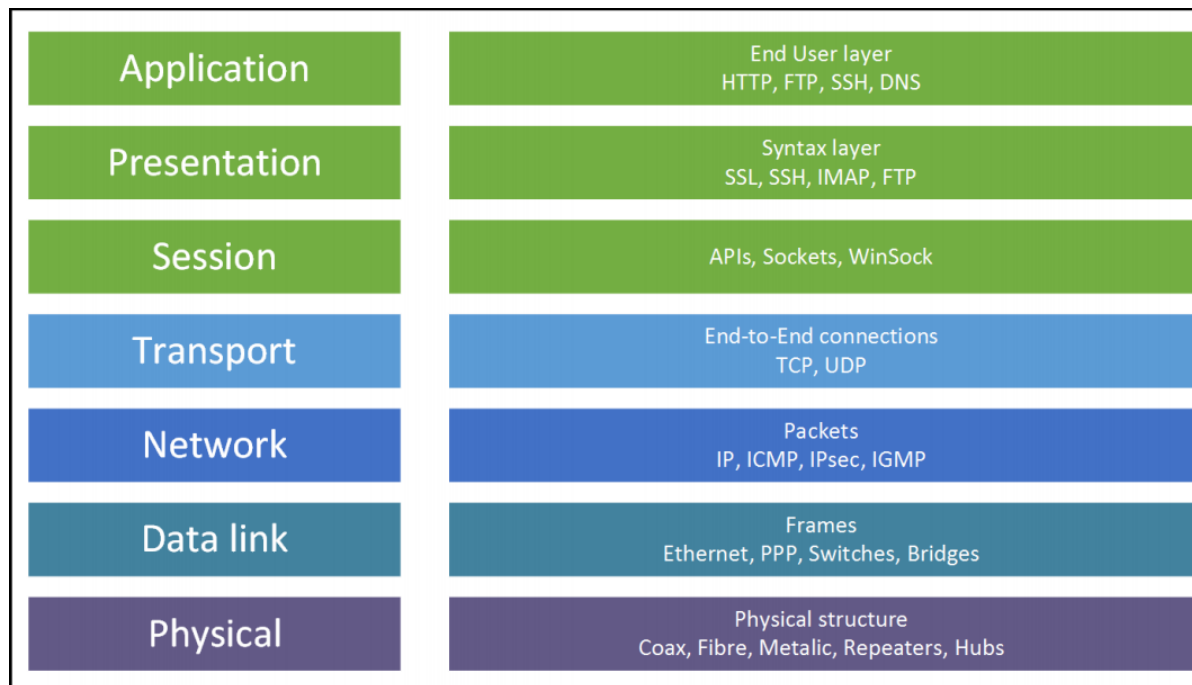 Application
End User layer
HTTP, FTP, SSH, DNS
Presentation
Syntax layer
SSL, SSH, IMAP, FTP
Session
APIs, Sockets, WinSock
Transport
End-to-End connections
TCP, UDP
Network
Packets
IP, ICMP, IPsec, IGMP
Data link
Frames
Ethernet, PPP, Switches, Bridges
Physical
Physical structure
Coax, Fibre, Metalic, Repeaters, Hubs